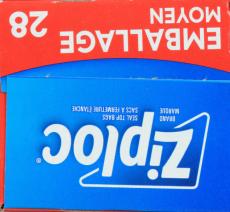 Ziploc®
BRAND SEAL TOP BAGS
MARQUE SACS À FERMETURE ÉTANCHE
EMBALLAGE 28
MOYEN